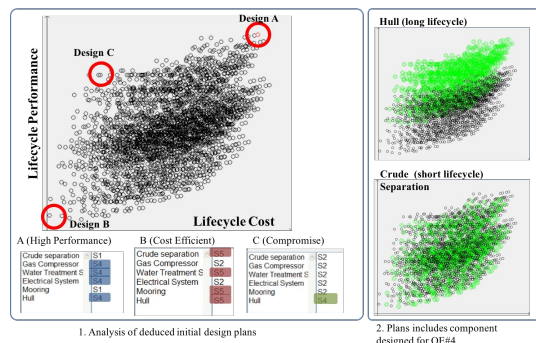 Design A
Design C
Lifecycle Performance
Lifecycle Cost
Design B
A (High Performance)
Crude separation S1
Gas Compressor S4
Water Treatment S S4
Electrical System S4
Mooring S1
Hull S4
B (Cost Efficient)
Crude separation S5
Gas Compressor S2
Water Treatment S S5
Electrical System S2
Mooring S5
Hull S5
C (Compromise)
Crude separation S2
Gas Compressor S2
Water Treatment S S2
Electrical System S2
Mooring S2
Hull S4
1. Analysis of deduced initial design plans
Hull (long lifecycle)
Crude (short lifecycle)
Separation
2. Plans includes component
designed for OE#4